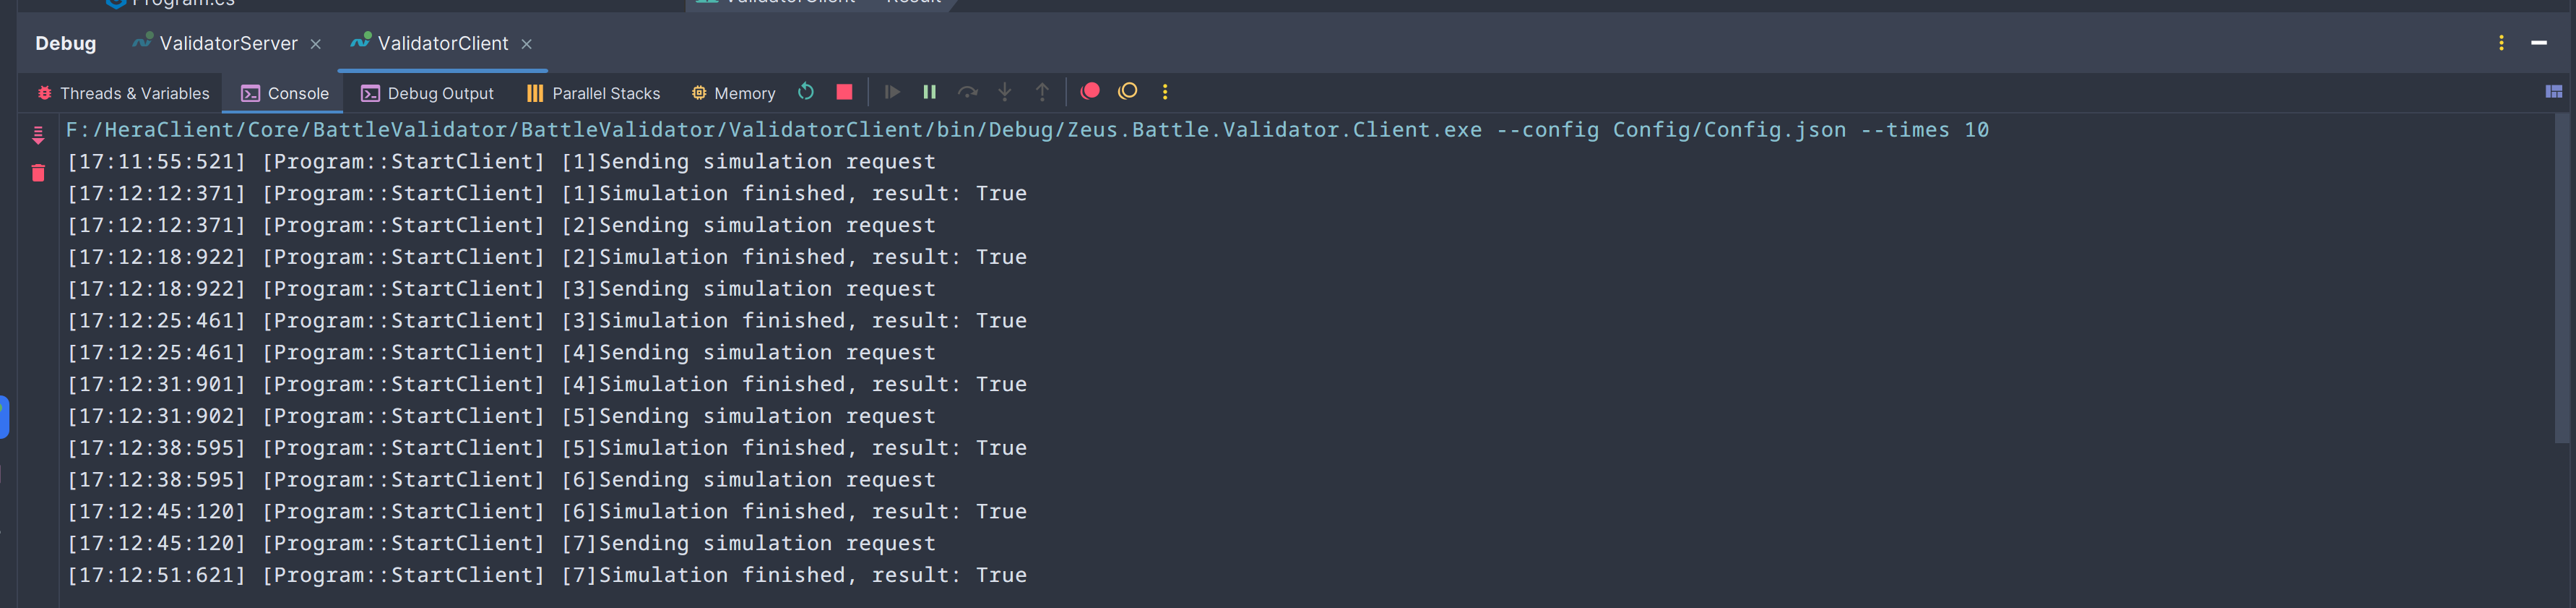 Program.cs
ValidatorClient Result
Debug ValidatorServer ValidatorClient
Threads & Variables Console Debug Output Parallel Stacks Memory
F:/HeraClient/Core/BattleValidator/BattleValidator/ValidatorClient/bin/Debug/Zeus.Battle.Validator.Client.exe --config Config/Config.json --times 10
[17:11:55:521] [Program::StartClient] [1]Sending simulation request
[17:12:12:371] [Program::StartClient] [1]Simulation finished, result: True
[17:12:12:371] [Program::StartClient] [2]Sending simulation request
[17:12:18:922] [Program::StartClient] [2]Simulation finished, result: True
[17:12:18:922] [Program::StartClient] [3]Sending simulation request
[17:12:25:461] [Program::StartClient] [3]Simulation finished, result: True
[17:12:25:461] [Program::StartClient] [4]Sending simulation request
[17:12:31:901] [Program::StartClient] [4]Simulation finished, result: True
[17:12:31:902] [Program::StartClient] [5]Sending simulation request
[17:12:38:595] [Program::StartClient] [5]Simulation finished, result: True
[17:12:38:595] [Program::StartClient] [6]Sending simulation request
[17:12:45:120] [Program::StartClient] [6]Simulation finished, result: True
[17:12:45:120] [Program::StartClient] [7]Sending simulation request
[17:12:51:621] [Program::StartClient] [7]Simulation finished, result: True